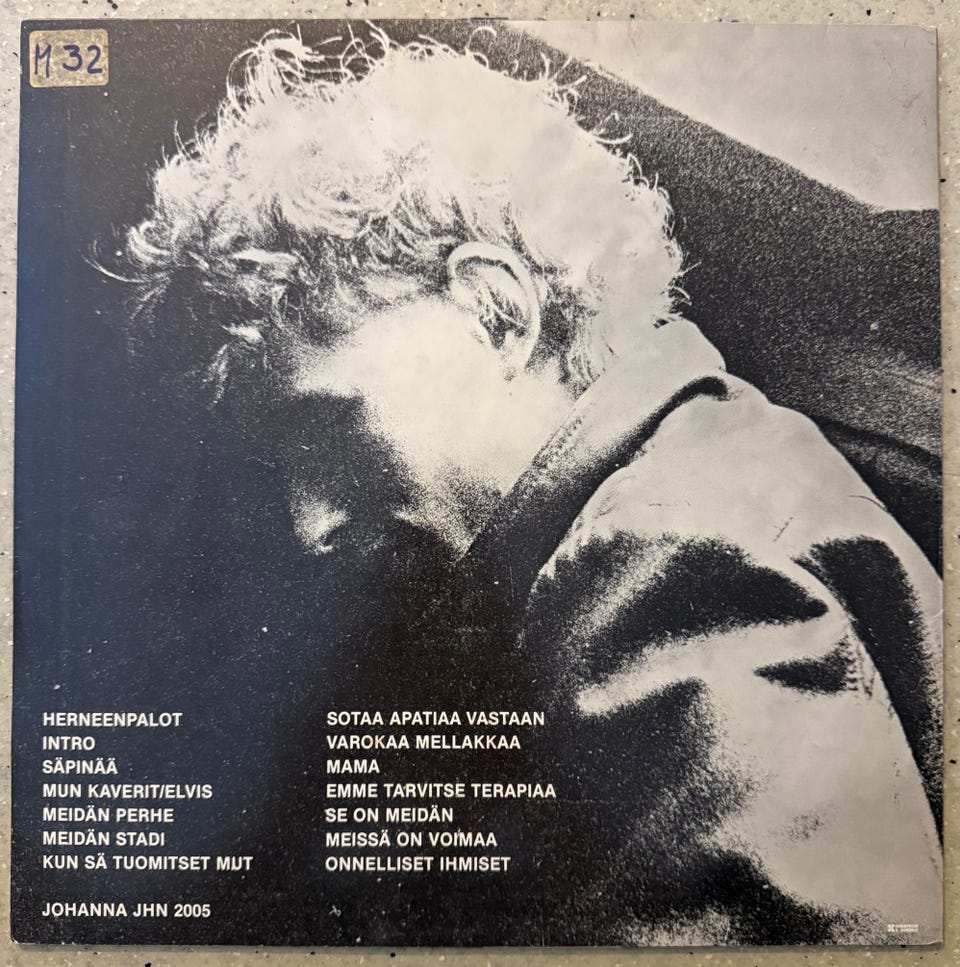 M 32
HERNEENPALOT
INTRO
SÄPINÄÄ
MUN KAVERIT/ELVIS
MEIDÄN PERHE
MEIDÄN STADI
KUN SÄ TUOMITSET MUT
SOTAA APATIAA VASTAAN
VAROKAA MELLAKKAA
MAMA
EMME TARVITSE TERAPIAA
SE ON MEIDÄN
MEISSÄ ON VOIMAA
ONNELLISET IHMISET
JOHANNA JHN 2005